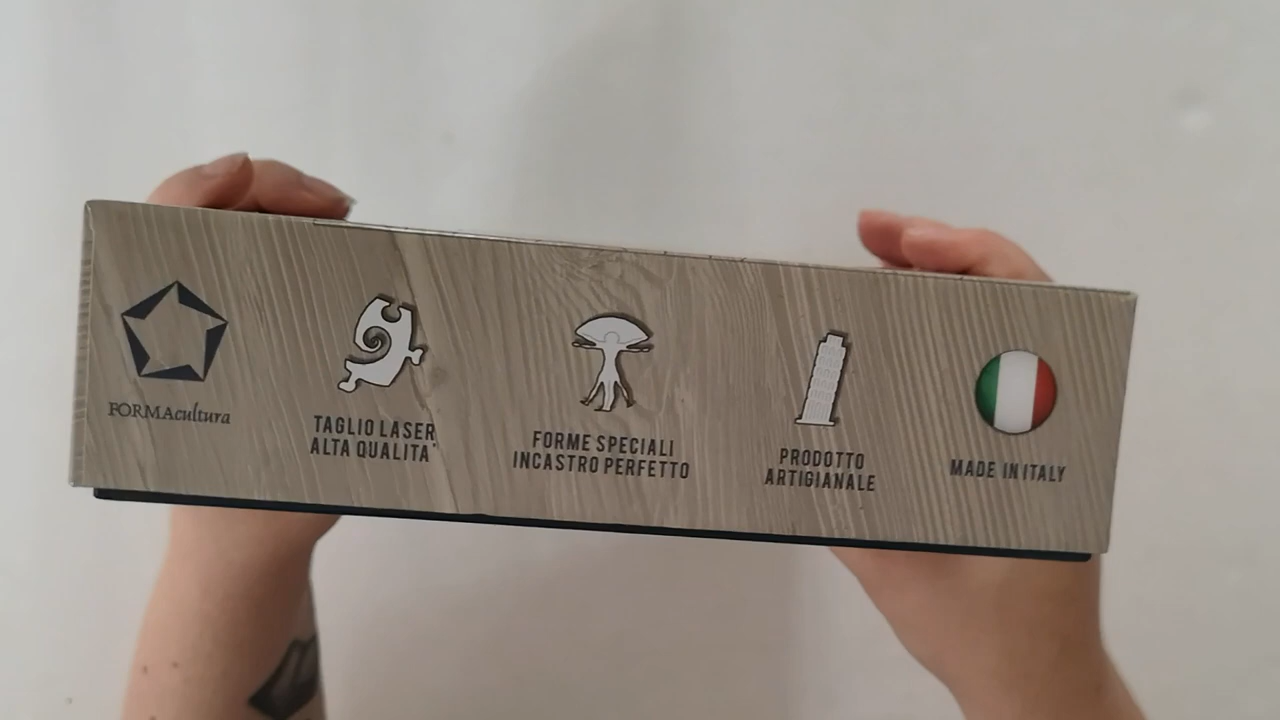 FORMAcultura
TAGLIO LASER
ALTA QUALITA'
FORME SPECIALI
INCASTRO PERFETTO
PRODOTTO
ARTIGIANALE
MADE IN ITALY